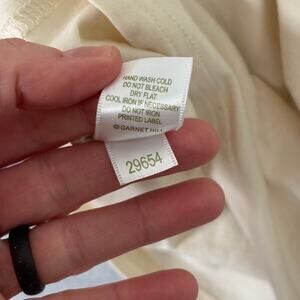 HAND WASH COLD
DO NOT BLEACH
DRY FLAT
COOL IRON IF NECESSARY
DO NOT IRON
PRINTED LABEL
© GARNET HILL
29654